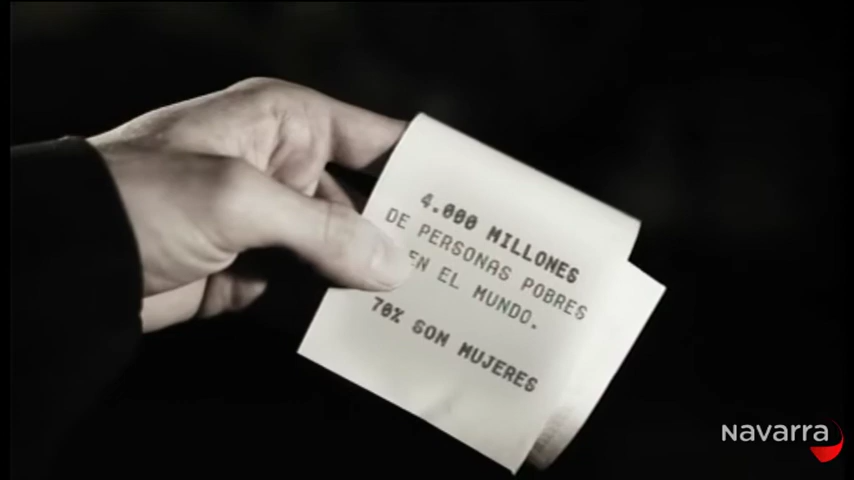 4.000 MILLONES
DE PERSONAS POBRES
EN EL MUNDO.
70% SON MUJERES
Navarra